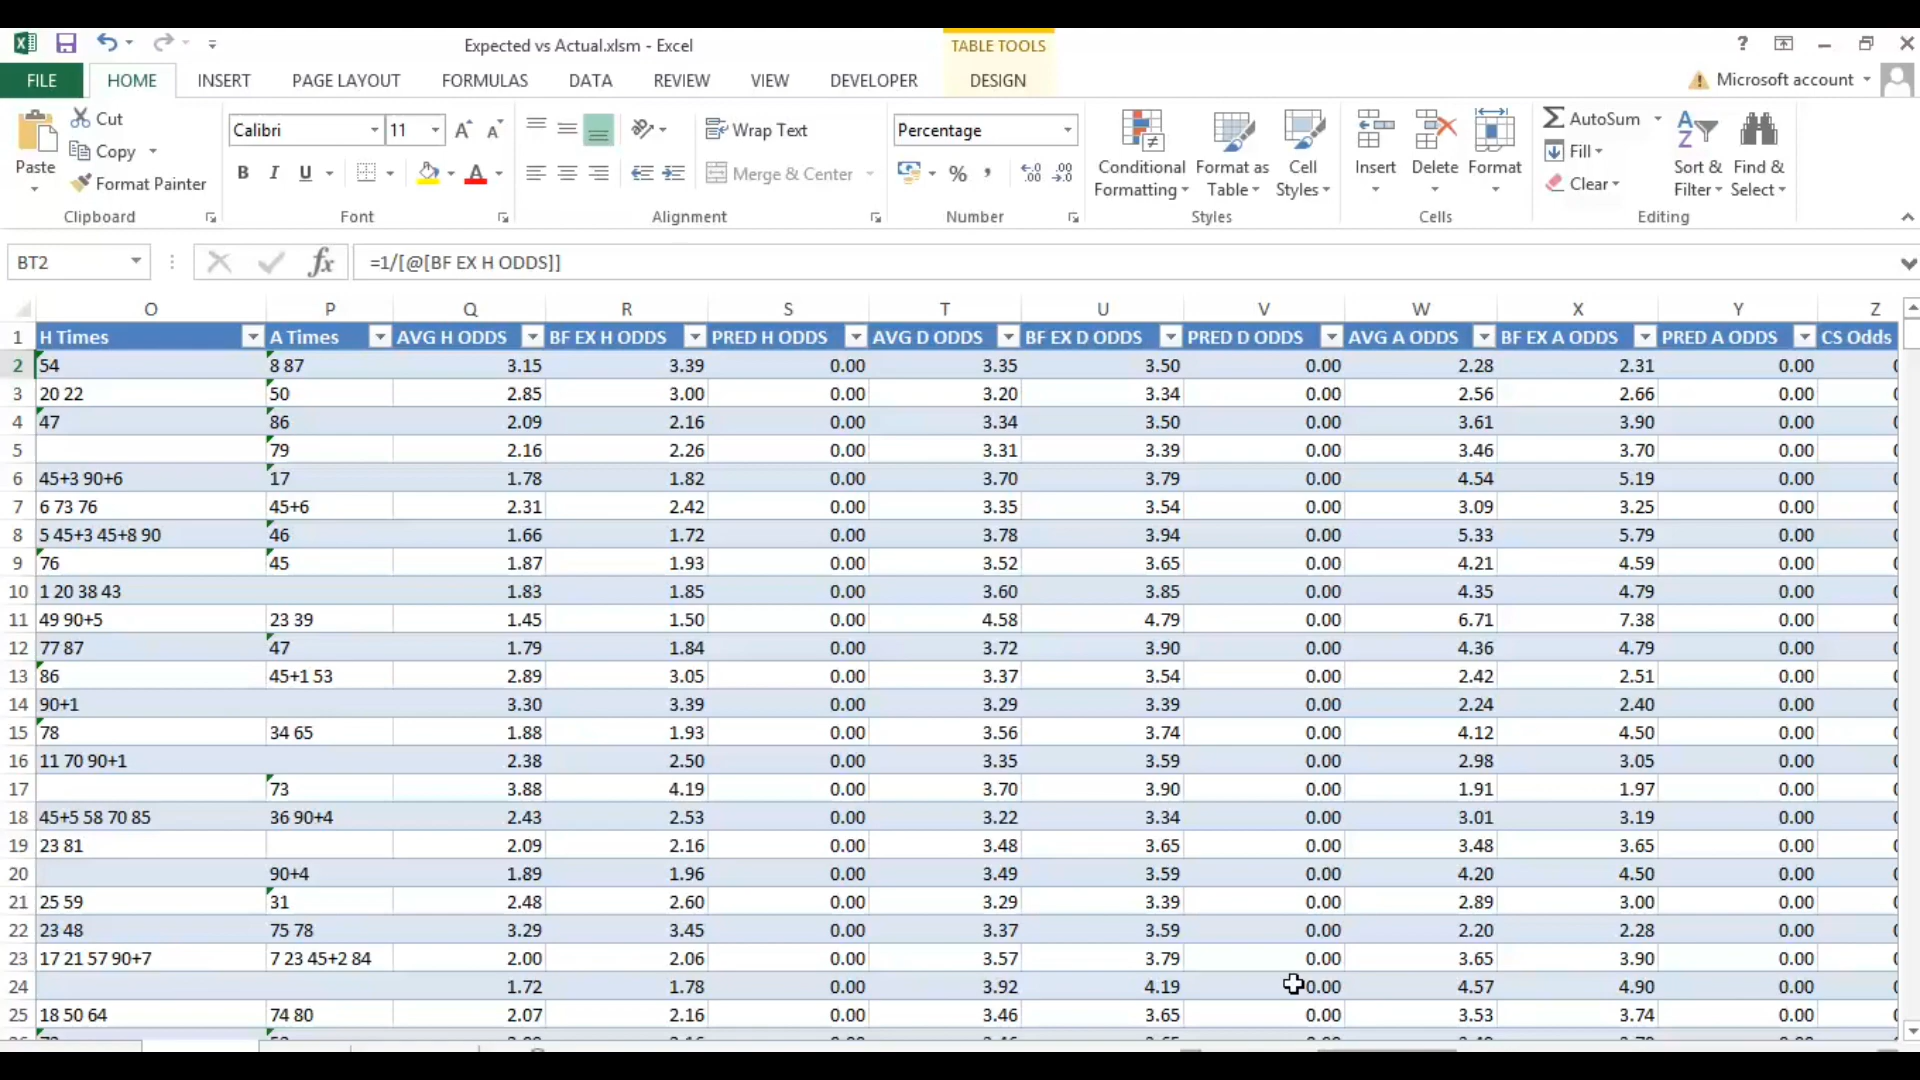 Expected vs Actual.xlsm - Excel
TABLE TOOLS
?
FILE HOME INSERT PAGE LAYOUT FORMULAS DATA REVIEW VIEW DEVELOPER DESIGN Microsoft account
Paste
Cut
Copy
Format Painter
Clipboard
Calibri 11
B I U
Font
Wrap Text
Merge & Center
Alignment
Percentage
Number
Conditional Formatting
Format as Table
Cell Styles
Styles
Insert Delete Format
Cells
AutoSum
Fill
Clear
Sort & Filter
Find & Select
Editing
BT2 fx =1/[@[BF EX H ODDS]]
O P Q R S T U V W X Y Z
1 H Times A Times AVG H ODDS BF EX H ODDS PRED H ODDS AVG D ODDS BF EX D ODDS PRED D ODDS AVG A ODDS BF EX A ODDS PRED A ODDS CS Odds
2 54 8 87 3.15 3.39 0.00 3.35 3.50 0.00 2.28 2.31 0.00
3 20 22 50 2.85 3.00 0.00 3.20 3.34 0.00 2.56 2.66 0.00
4 47 86 2.09 2.16 0.00 3.34 3.50 0.00 3.61 3.90 0.00
5 79 2.16 2.26 0.00 3.31 3.39 0.00 3.46 3.70 0.00
6 45+3 90+6 17 1.78 1.82 0.00 3.70 3.79 0.00 4.54 5.19 0.00
7 6 73 76 45+6 2.31 2.42 0.00 3.35 3.54 0.00 3.09 3.25 0.00
8 5 45+3 45+8 90 46 1.66 1.72 0.00 3.78 3.94 0.00 5.33 5.79 0.00
9 76 45 1.87 1.93 0.00 3.52 3.65 0.00 4.21 4.59 0.00
10 1 20 38 43 1.83 1.85 0.00 3.60 3.85 0.00 4.35 4.79 0.00
11 49 90+5 23 39 1.45 1.50 0.00 4.58 4.79 0.00 6.71 7.38 0.00
12 77 87 47 1.79 1.84 0.00 3.72 3.90 0.00 4.36 4.79 0.00
13 86 45+1 53 2.89 3.05 0.00 3.37 3.54 0.00 2.42 2.51 0.00
14 90+1 3.30 3.39 0.00 3.29 3.39 0.00 2.24 2.40 0.00
15 78 34 65 1.88 1.93 0.00 3.56 3.74 0.00 4.12 4.50 0.00
16 11 70 90+1 2.38 2.50 0.00 3.35 3.59 0.00 2.98 3.05 0.00
17 73 3.88 4.19 0.00 3.70 3.90 0.00 1.91 1.97 0.00
18 45+5 58 70 85 36 90+4 2.43 2.53 0.00 3.22 3.34 0.00 3.01 3.19 0.00
19 23 81 2.09 2.16 0.00 3.48 3.65 0.00 3.48 3.65 0.00
20 90+4 1.89 1.96 0.00 3.49 3.59 0.00 4.20 4.50 0.00
21 25 59 31 2.48 2.60 0.00 3.29 3.39 0.00 2.89 3.00 0.00
22 23 48 75 78 3.29 3.45 0.00 3.37 3.59 0.00 2.20 2.28 0.00
23 17 21 57 90+7 7 23 45+2 84 2.00 2.06 0.00 3.57 3.79 0.00 3.65 3.90 0.00
24 1.72 1.78 0.00 3.92 4.19 0.00 4.57 4.90 0.00
25 18 50 64 74 80 2.07 2.16 0.00 3.46 3.65 0.00 3.53 3.74 0.00